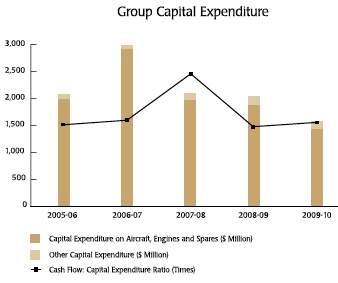 Group Capital Expenditure
3,000
2,500
2,000
1,500
1,000
500
0
2005-06 2006-07 2007-08 2008-09 2009-10
Capital Expenditure on Aircraft, Engines and Spares ($ Million)
Other Capital Expenditure ($ Million)
Cash Flow: Capital Expenditure Ratio (Times)